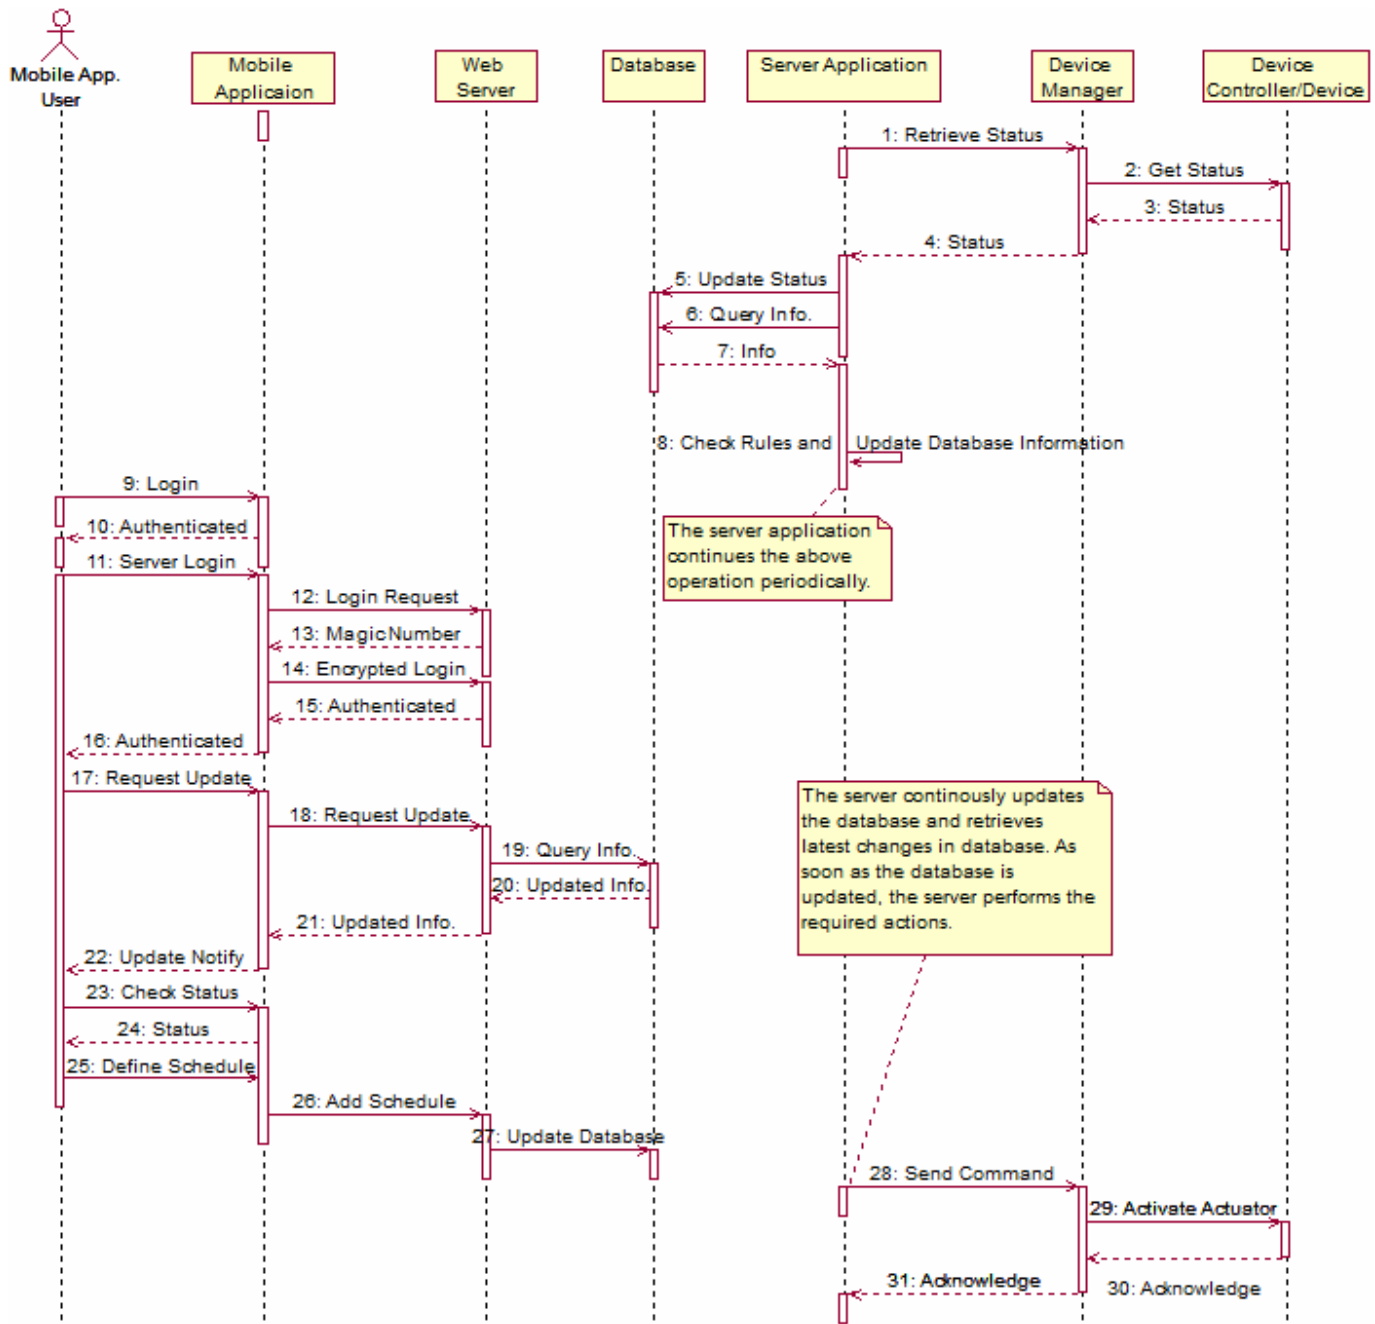 Mobile App.
User
Mobile
Applicaion
Web
Server
Database
Server Application
Device
Manager
Device
Controller/Device
1: Retrieve Status
2: Get Status
3: Status
4: Status
5: Update Status
6: Query Info.
7: Info
8: Check Rules and Update Database Information
9: Login
10: Authenticated
The server application
continues the above
operation periodically.
11: Server Login
12: Login Request
13: Magic Number
14: Encrypted Login
15: Authenticated
16: Authenticated
17: Request Update
18: Request Update
19: Query Info.
20: Updated Info.
21: Updated Info.
22: Update Notify
The server continously updates
the database and retrieves
latest changes in database. As
soon as the database is
updated, the server performs the
required actions.
23: Check Status
24: Status
25: Define Schedule
26: Add Schedule
27: Update Database
28: Send Command
29: Activate Actuator
30: Acknowledge
31: Acknowledge